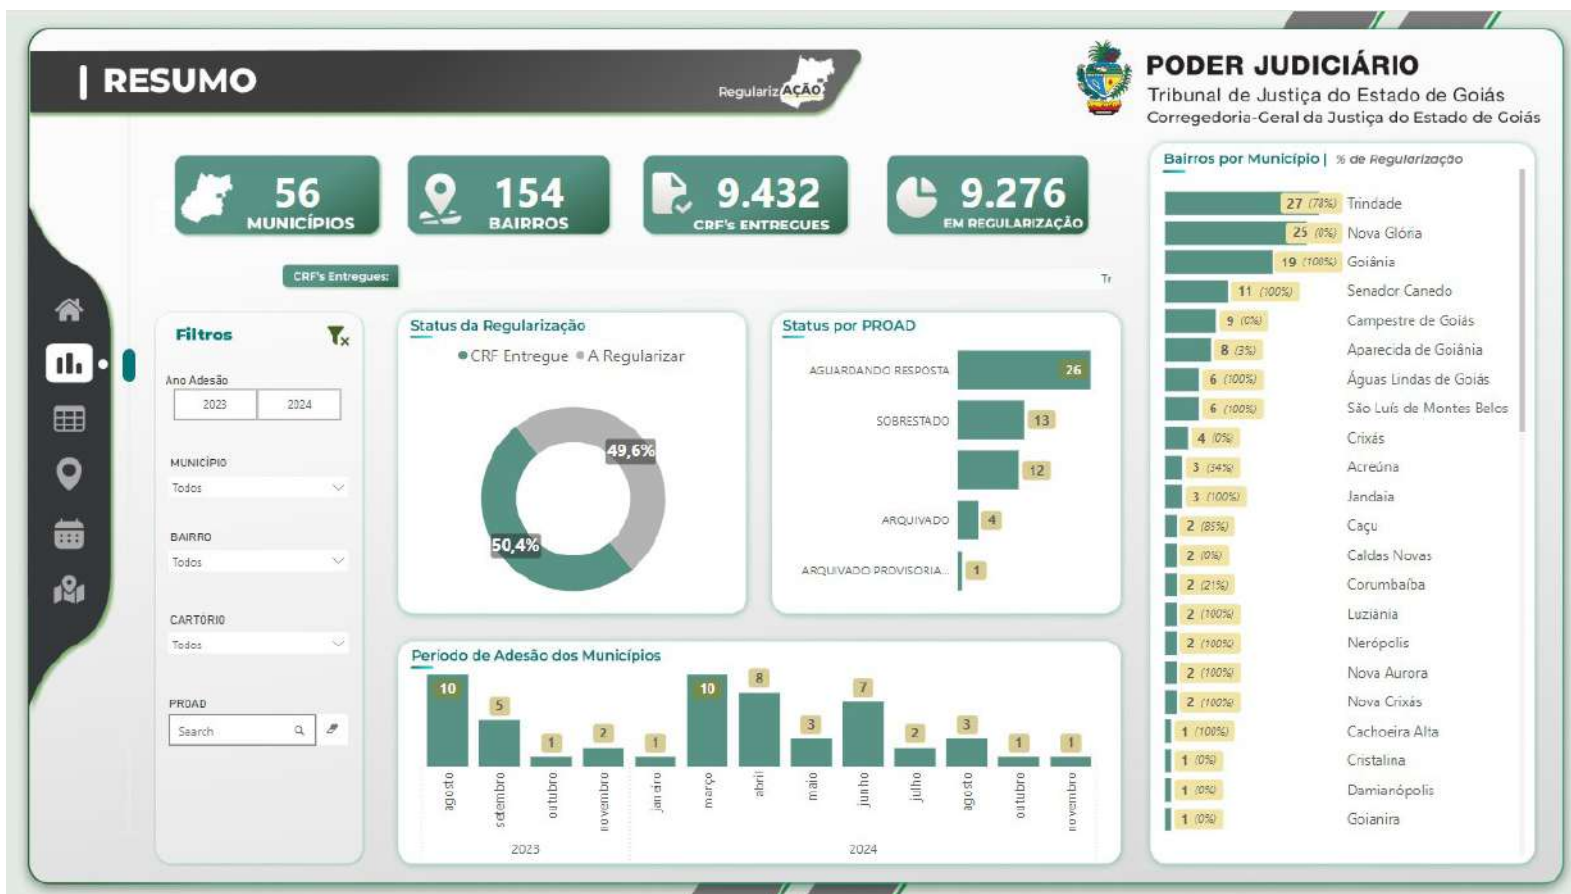 | RESUMO
RegularizAÇÃO
PODER JUDICIÁRIO
Tribunal de Justiça do Estado de Goiás
Corregedoria-Geral da Justiça do Estado de Goiás
56
MUNICÍPIOS
154
BAIRROS
9.432
CRF's ENTREGUES
9.276
EM REGULARIZAÇÃO
CRF's Entregues:
Tr
Filtros
Ano Adesão
2023 2024
MUNICÍPIO
Todos
BAIRRO
Todos
CARTÓRIO
Todos
PROAD
Search
Status da Regularização
CRF Entregue A Regularizar
49,6%
50,4%
Status por PROAD
AGUARDANDO RESPOSTA 26
SOBRESTADO 13
12
ARQUIVADO 4
ARQUIVADO PROVISORIA... 1
Período de Adesão dos Municípios
10 5 1 2 1 10 8 3 7 2 3 1 1
agosto setembro outubro novembro janeiro março abril maio junho julho agosto outubro novembro
2023 2024
Bairros por Município | % de Regularização
27 (78%) Trindade
25 (0%) Nova Glória
19 (100%) Goiânia
11 (100%) Senador Canedo
9 (0%) Campestre de Goiás
8 (3%) Aparecida de Goiânia
6 (100%) Águas Lindas de Goiás
6 (100%) São Luís de Montes Belos
4 (0%) Crixás
3 (34%) Acreúna
3 (100%) Jandaia
2 (85%) Caçu
2 (0%) Caldas Novas
2 (21%) Corumbaíba
2 (100%) Luziânia
2 (100%) Nerópolis
2 (100%) Nova Aurora
2 (100%) Nova Crixás
1 (100%) Cachoeira Alta
1 (0%) Cristalina
1 (0%) Damianópolis
1 (0%) Goianira